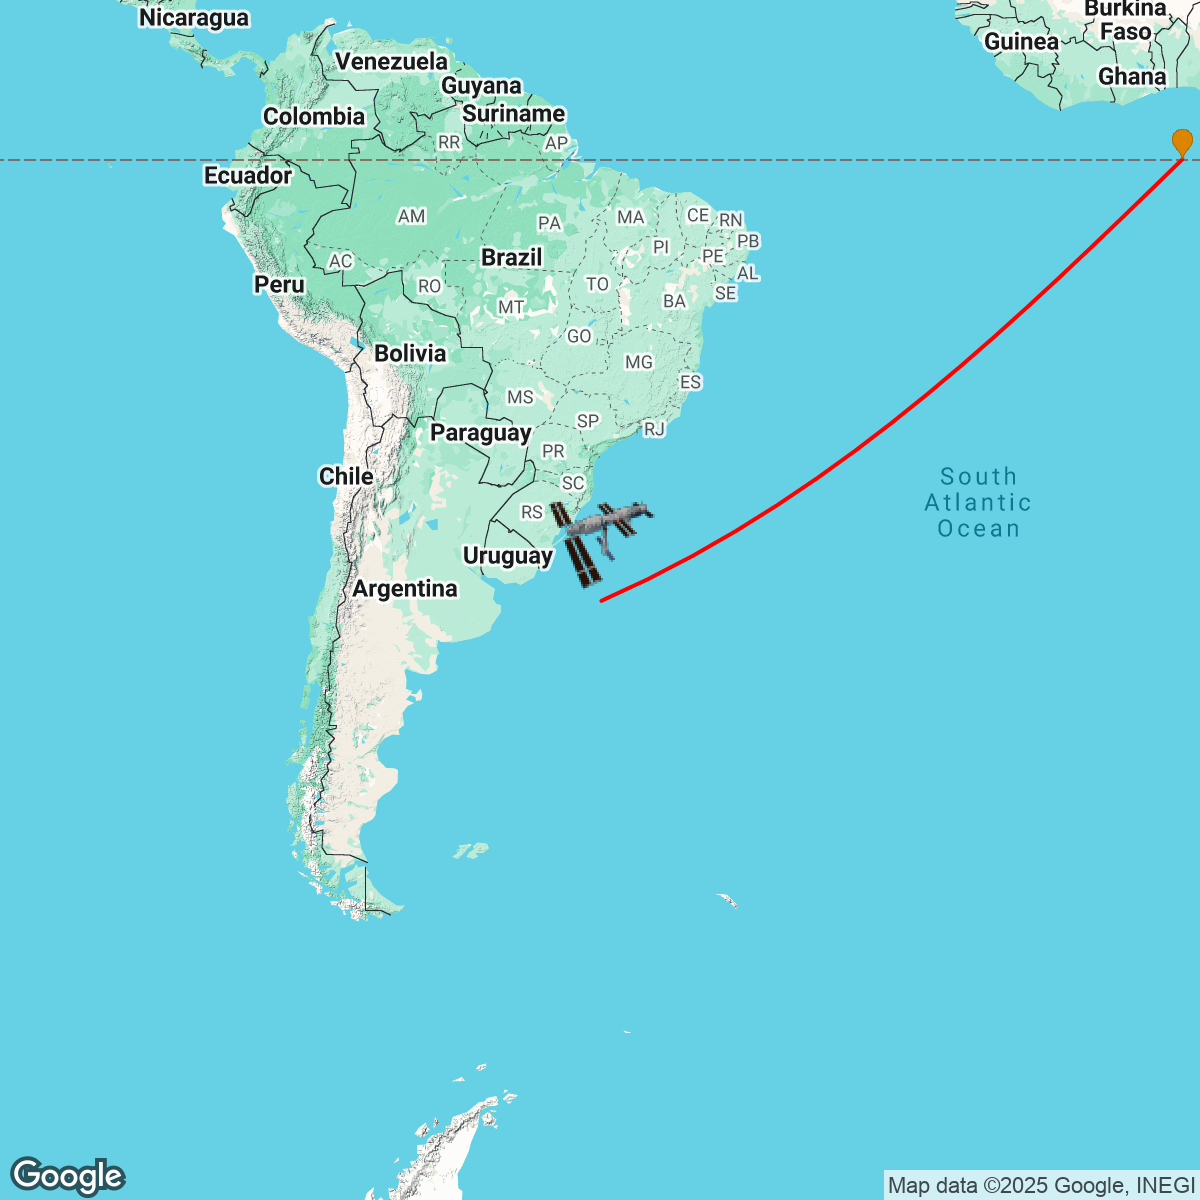 Nicaragua
Burkina
Faso
Guinea
Ghana
Venezuela
Guyana
Suriname
Colombia
RR
AP
Ecuador
AM
PA
MA
CE
RN
PI
PB
Brazil
PE
AC
AL
Peru
RO
TO
SE
MT
BA
GO
Bolivia
MG
ES
MS
SP
RJ
Paraguay
PR
Chile
SC
South
Atlantic
Ocean
RS
Uruguay
Argentina
Google
Map data ©2025 Google, INEGI